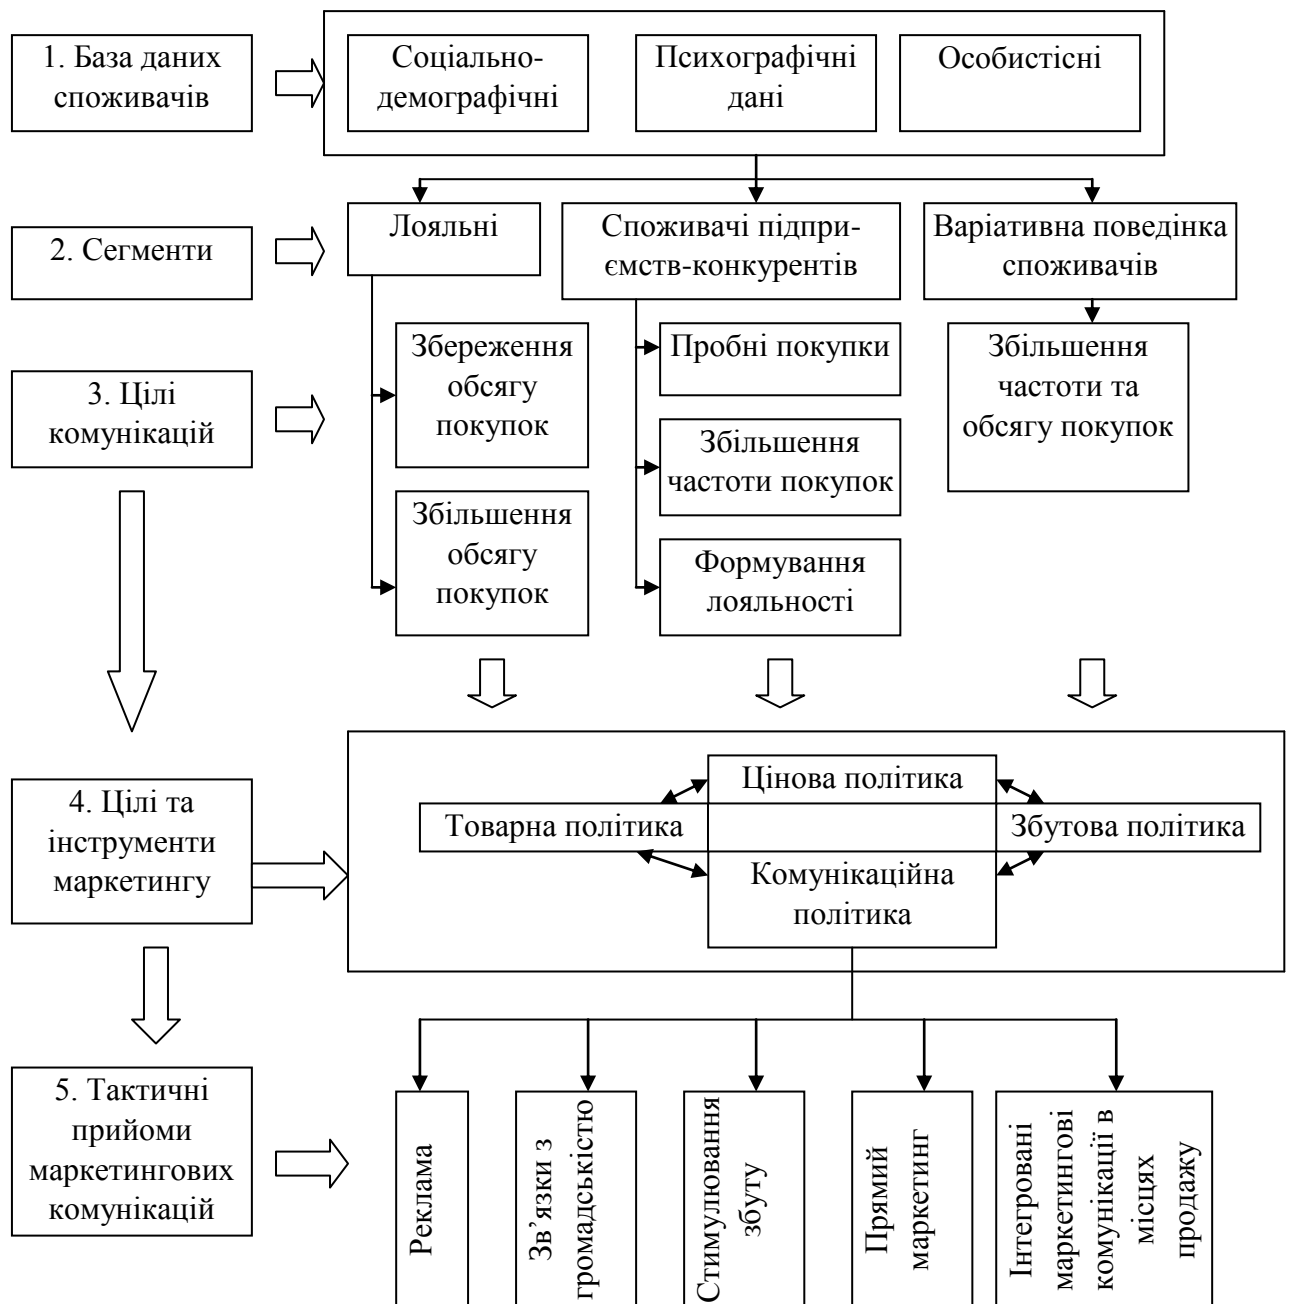 1. База даних
споживачів
Соціально-
демографічні
Психографічні
дані
Особистісні
2. Сегменти
Лояльні
Споживачі підпри-
ємств-конкурентів
Варіативна поведінка
споживачів
3. Цілі
комунікацій
Збереження
обсягу
покупок
Збільшення
обсягу
покупок
Пробні покупки
Збільшення
частоти покупок
Формування
лояльності
Збільшення
частоти та
обсягу покупок
4. Цілі та
інструменти
маркетингу
Цінова політика
Товарна політика
Збутова політика
Комунікаційна
політика
5. Тактичні
прийоми
маркетингових
комунікацій
Реклама
Зв’язки з
громадськістю
Стимулювання
збуту
Прямий
маркетинг
Інтегровані
маркетингові
комунікації в
місцях
продажу